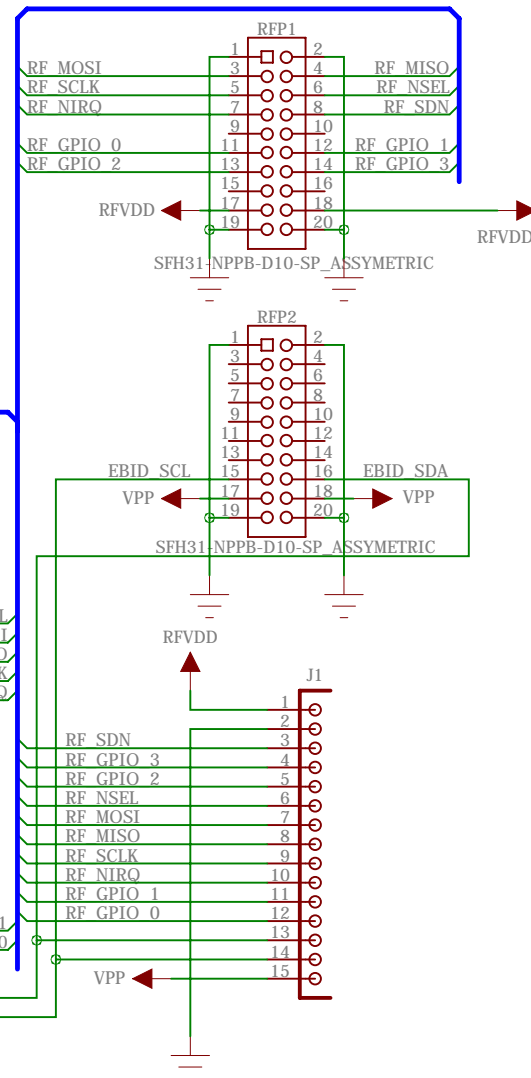 RFP1
1 2
RF_MOSI 3 4 RF_MISO
RF_SCLK 5 6 RF_NSEL
RF_NIRQ 7 8 RF_SDN
9 10
RF_GPIO_0 11 12 RF_GPIO_1
RF_GPIO_2 13 14 RF_GPIO_3
15 16
RFVDD 17 18
19 20
RFVDD
SFH31-NPPB-D10-SP_ASSYMETRIC
RFP2
1 2
3 4
5 6
7 8
9 10
11 12
13 14
EBID_SCL 15 16 EBID_SDA
VPP 17 18 VPP
19 20
SFH31-NPPB-D10-SP_ASSYMETRIC
L
I
O
K
Q
RFVDD
J1
1
2
RF_SDN 3
RF_GPIO_3 4
RF_GPIO_2 5
RF_NSEL 6
RF_MOSI 7
RF_MISO 8
RF_SCLK 9
RF_NIRQ 10
RF_GPIO_1 11
RF_GPIO_0 12
1
0
13
14
VPP 15